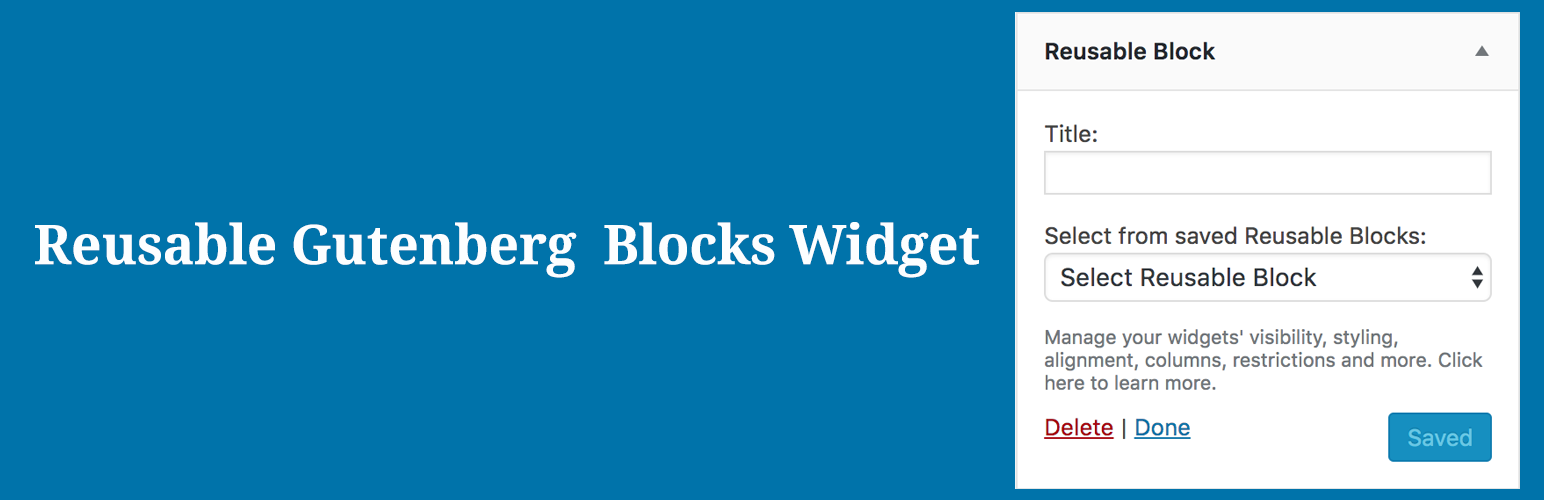 Reusable Gutenberg  Blocks Widget
Reusable Block
Title:
Select from saved Reusable Blocks:
Select Reusable Block
Manage your widgets' visibility, styling,
alignment, columns, restrictions and more. Click
here to learn more.
Delete | Done
Saved